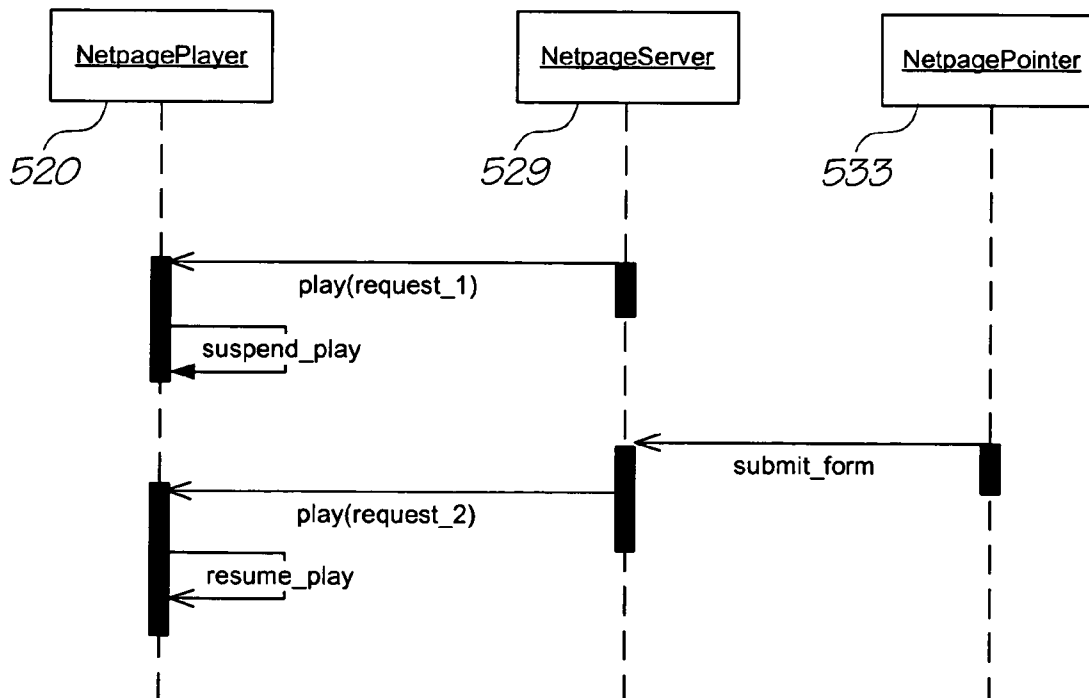 NetpagePlayer
NetpageServer
NetpagePointer
520
529
533
play(request_1)
suspend_play
submit_form
play(request_2)
resume_play